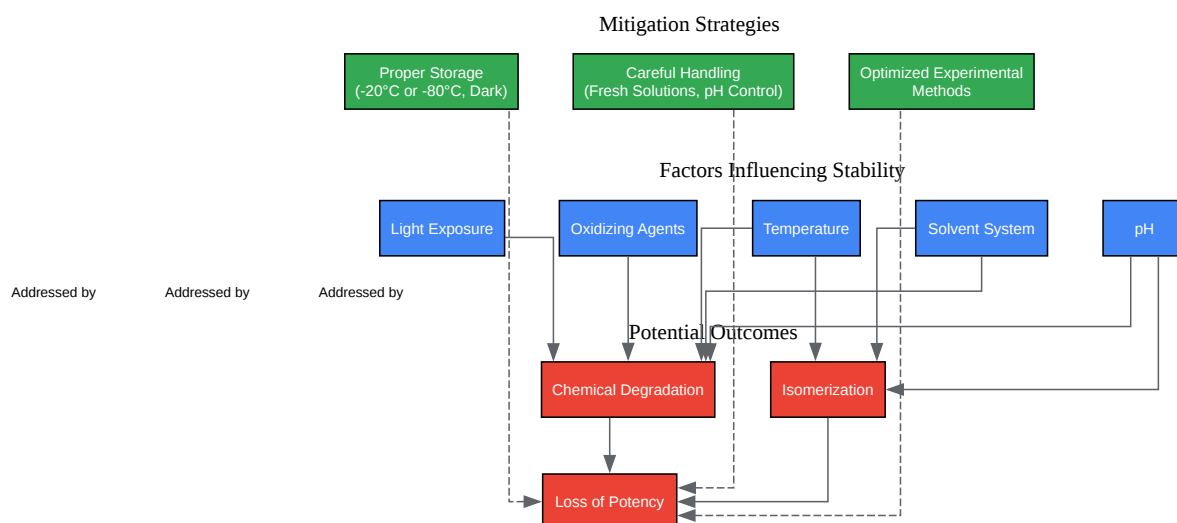 Mitigation Strategies
Proper Storage
(-20°C or -80°C, Dark)
Careful Handling
(Fresh Solutions, pH Control)
Optimized Experimental
Methods
Factors Influencing Stability
Light Exposure
Oxidizing Agents
Temperature
Solvent System
pH
Addressed by
Addressed by
Addressed by
Potential Outcomes
Chemical Degradation
Isomerization
Loss of Potency